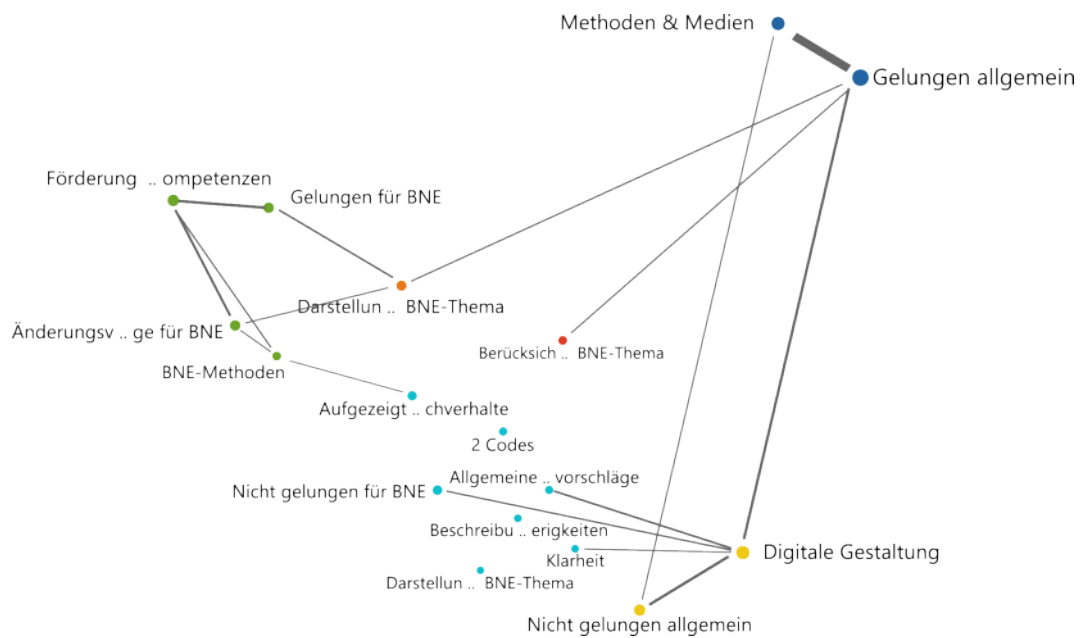 Methoden & Medien
Gelungen allgemein
Förderung .. ompetenzen
Gelungen für BNE
Darstellun .. BNE-Thema
Änderungsv .. ge für BNE
Berücksich .. BNE-Thema
BNE-Methoden
Aufgezeigt .. chverhalte
2 Codes
Allgemeine .. vorschläge
Nicht gelungen für BNE
Beschreibu .. erigkeiten
Klarheit
Digitale Gestaltung
Darstellun .. BNE-Thema
Nicht gelungen allgemein